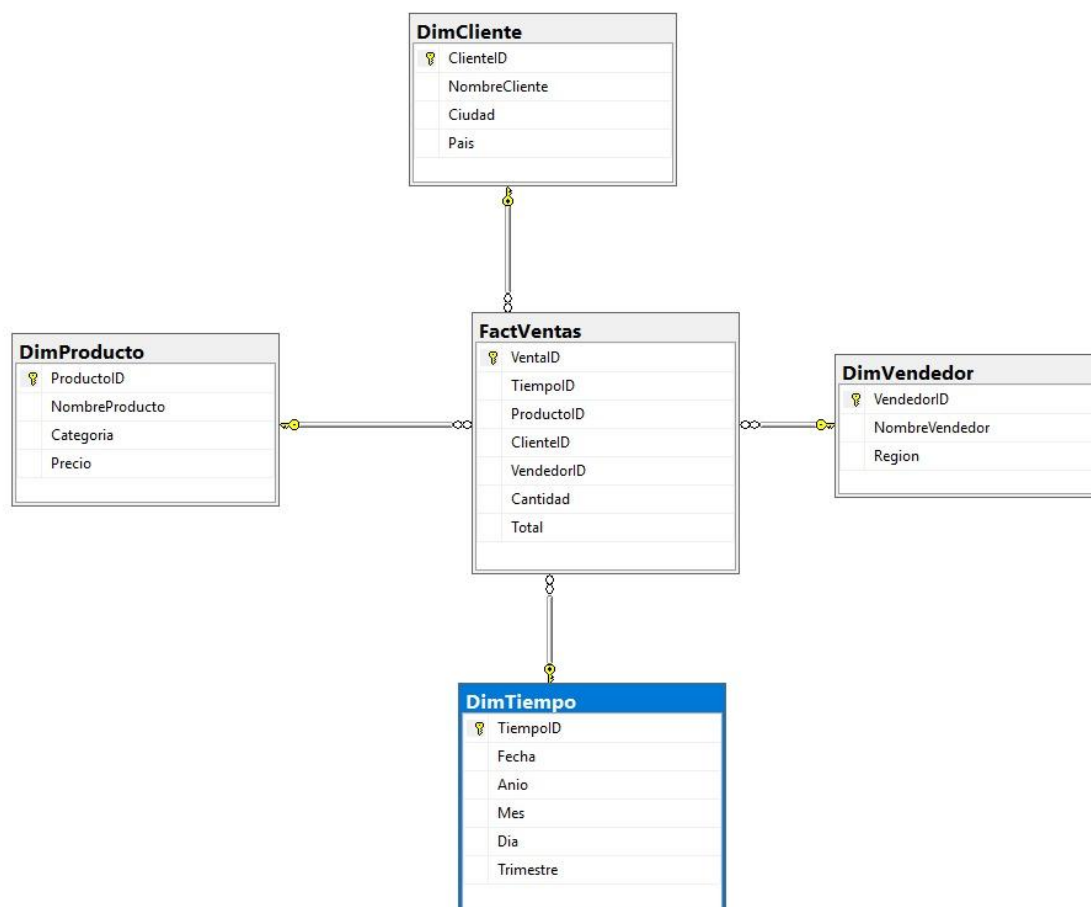 DimCliente
ClienteID
NombreCliente
Ciudad
Pais
DimProducto
ProductoID
NombreProducto
Categoria
Precio
FactVentas
VentaID
TiempoID
ProductoID
ClienteID
VendedorID
Cantidad
Total
DimVendedor
VendedorID
NombreVendedor
Region
DimTiempo
TiempoID
Fecha
Anio
Mes
Dia
Trimestre